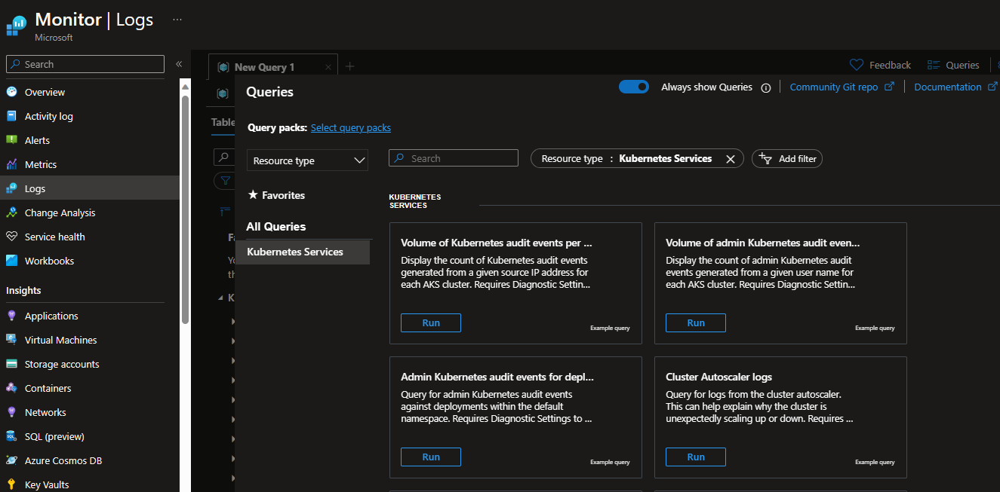 Monitor | Logs ...
Microsoft
Search «
Overview
Activity log
Alerts
Metrics
Logs
Change Analysis
Service health
Workbooks
Insights
Applications
Virtual Machines
Storage accounts
Containers
Networks
SQL (preview)
Azure Cosmos DB
Key Vaults
New Query 1
Feedback
Queries
Table
Queries
Always show Queries
Community Git repo
Documentation
Query packs: Select query packs
Resource type
Search
Resource type : Kubernetes Services
Add filter
Favorites
All Queries
Kubernetes Services
KUBERNETES
SERVICES
Volume of Kubernetes audit events per ...
Display the count of Kubernetes audit events
generated from a given source IP address for
each AKS cluster. Requires Diagnostic Settin...
Run
Example query
Volume of admin Kubernetes audit even...
Display the count of admin Kubernetes audit
events generated from a given user name for
each AKS cluster. Requires Diagnostic Settin...
Run
Example query
Admin Kubernetes audit events for depl...
Query for admin Kubernetes audit events
against deployments within the default
namespace. Requires Diagnostic Settings to ...
Run
Example query
Cluster Autoscaler logs
Query for logs from the cluster autoscaler.
This can help explain why the cluster is
unexpectedly scaling up or down. Requires ...
Run
Example query